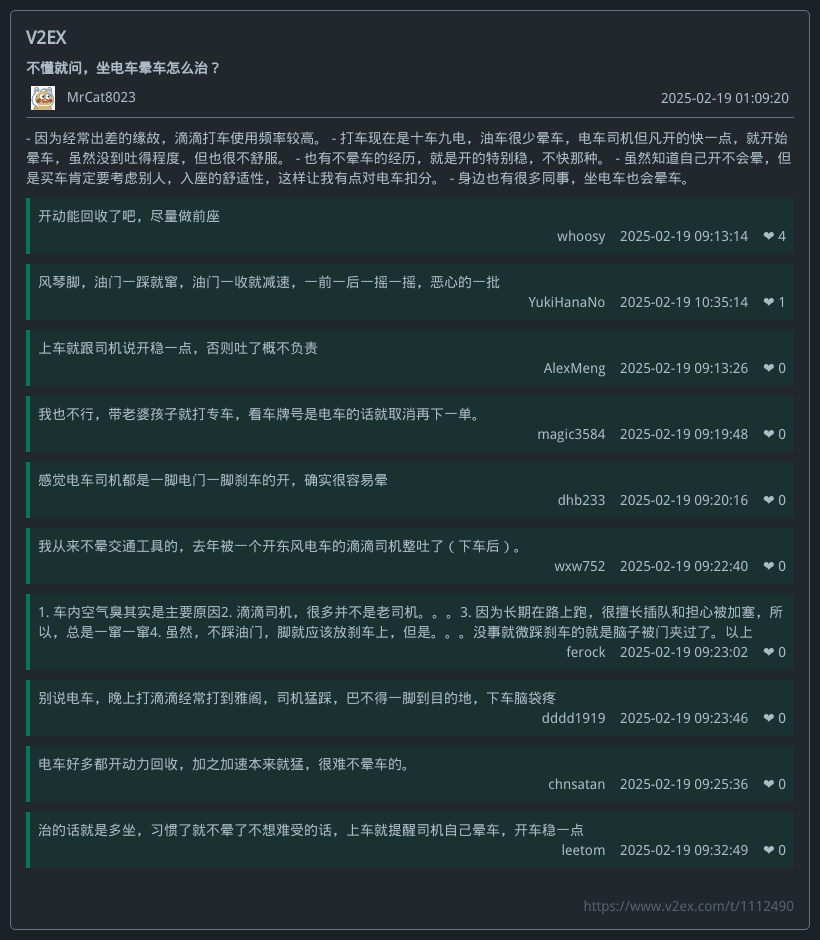 V2EX
不懂就问，坐电车晕车怎么治？
MrCat8023
2025-02-19 01:09:20
- 因为经常出差的缘故，滴滴打车使用频率较高。 - 打车现在是十车九电，油车很少晕车，电车司机但凡开的快一点，就开始
晕车，虽然没到吐得程度，但也很不舒服。 - 也有不晕车的经历，就是开的特别稳，不快那种。 - 虽然知道自己开不会晕，但
是买车肯定要考虑别人，入座的舒适性，这样让我有点对电车扣分。 - 身边也有很多同事，坐电车也会晕车。
开动能回收了吧，尽量做前座
whoosy 2025-02-19 09:13:14 ❤ 4
风琴脚，油门一踩就窜，油门一收就减速，一前一后一摇一摇，恶心的一批
YukiHanaNo 2025-02-19 10:35:14 ❤ 1
上车就跟司机说开稳一点，否则吐了概不负责
AlexMeng 2025-02-19 09:13:26 ❤ 0
我也不行，带老婆孩子就打专车，看车牌号是电车的话就取消再下一单。
magic3584 2025-02-19 09:19:48 ❤ 0
感觉电车司机都是一脚电门一脚刹车的开，确实很容易晕
dhb233 2025-02-19 09:20:16 ❤ 0
我从来不晕交通工具的，去年被一个开东风电车的滴滴司机整吐了（下车后）。
wxw752 2025-02-19 09:22:40 ❤ 0
1. 车内空气臭其实是主要原因2. 滴滴司机，很多并不是老司机。。。3. 因为长期在路上跑，很擅长插队和担心被加塞，所
以，总是一窜一窜4. 虽然，不踩油门，脚就应该放刹车上，但是。。。没事就微踩刹车的就是脑子被门夹过了。以上
ferock 2025-02-19 09:23:02 ❤ 0
别说电车，晚上打滴滴经常打到雅阁，司机猛踩，巴不得一脚到目的地，下车脑袋疼
dddd1919 2025-02-19 09:23:46 ❤ 0
电车好多都开动力回收，加之加速本来就猛，很难不晕车的。
chnsatan 2025-02-19 09:25:36 ❤ 0
治的话就是多坐，习惯了就不晕了不想难受的话，上车就提醒司机自己晕车，开车稳一点
leetom 2025-02-19 09:32:49 ❤ 0
https://www.v2ex.com/t/1112490